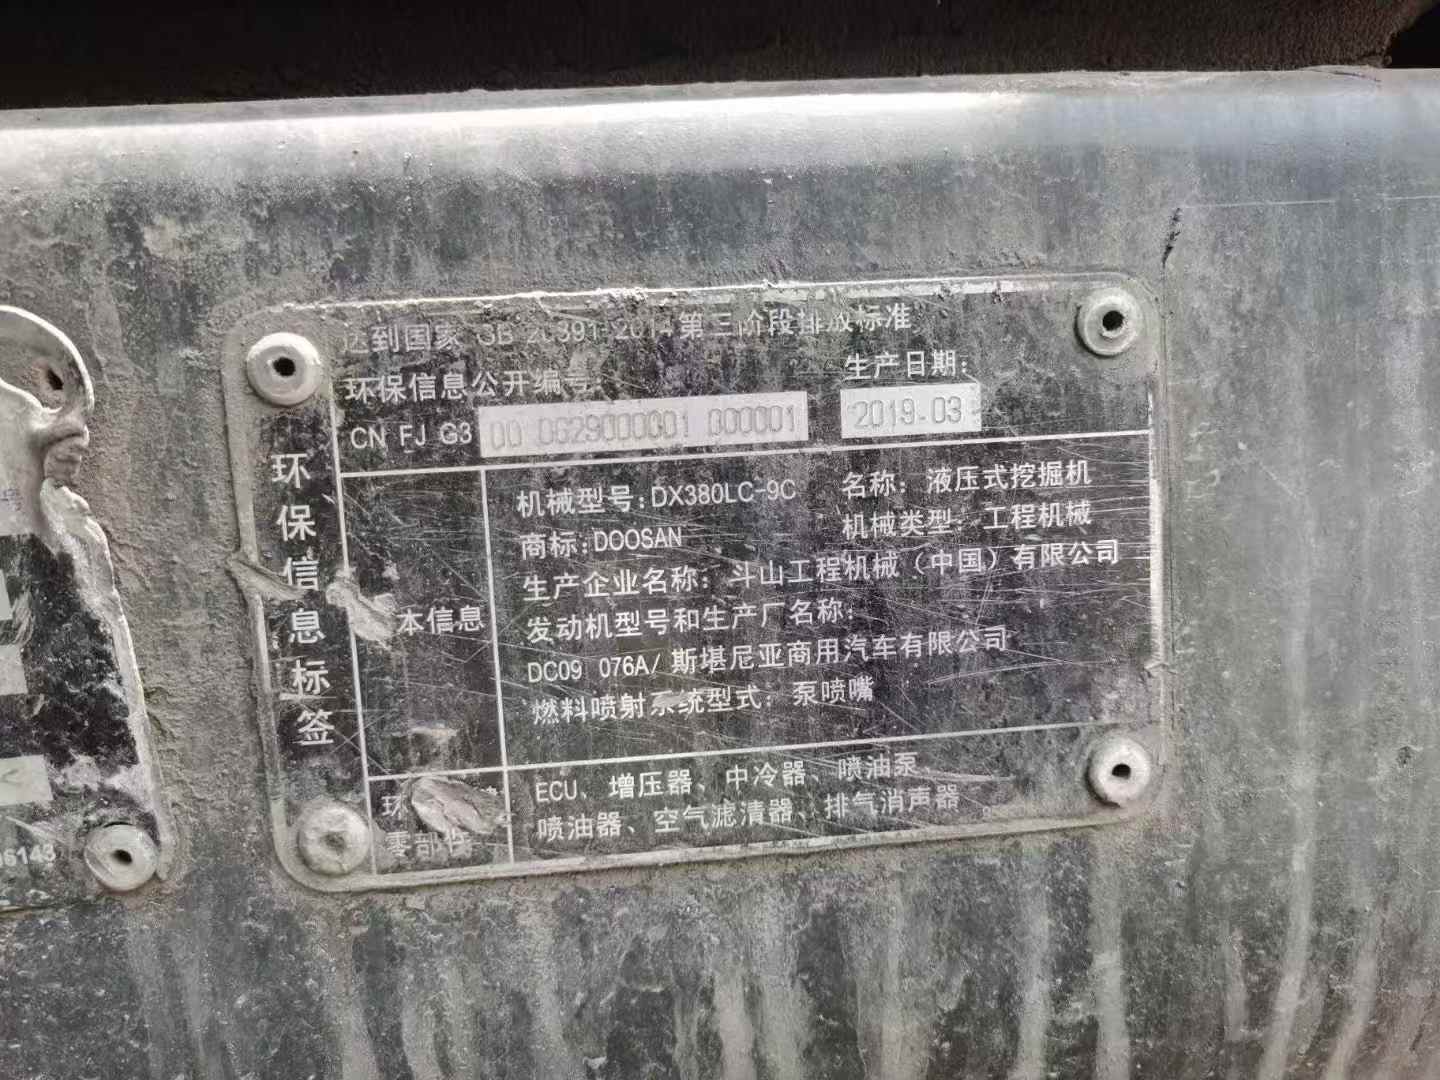 达到国家 GB 20891-2014 第三阶段排放标准
环保信息公开编号:
生产日期:
CN FJ G3 00 0629000001 000001
2019.03
环保信息标签
本信息
机械型号:DX380LC-9C 名称: 液压式挖掘机
商标:DOOSAN 机械类型: 工程机械
生产企业名称: 斗山工程机械(中国)有限公司
发动机型号和生产厂名称:
DC09 076A/ 斯堪尼亚商用汽车有限公司
燃料喷射系统型式: 泵喷嘴
环
零部件
ECU、增压器、中冷器、喷油泵
喷油器、空气滤清器、排气消声器
06143